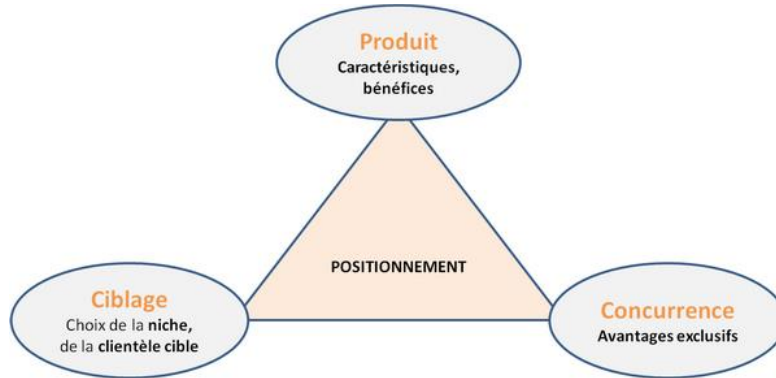 Produit
Caractéristiques,
bénéfices
POSITIONNEMENT
Ciblage
Choix de la niche,
de la clientèle cible
Concurrence
Avantages exclusifs